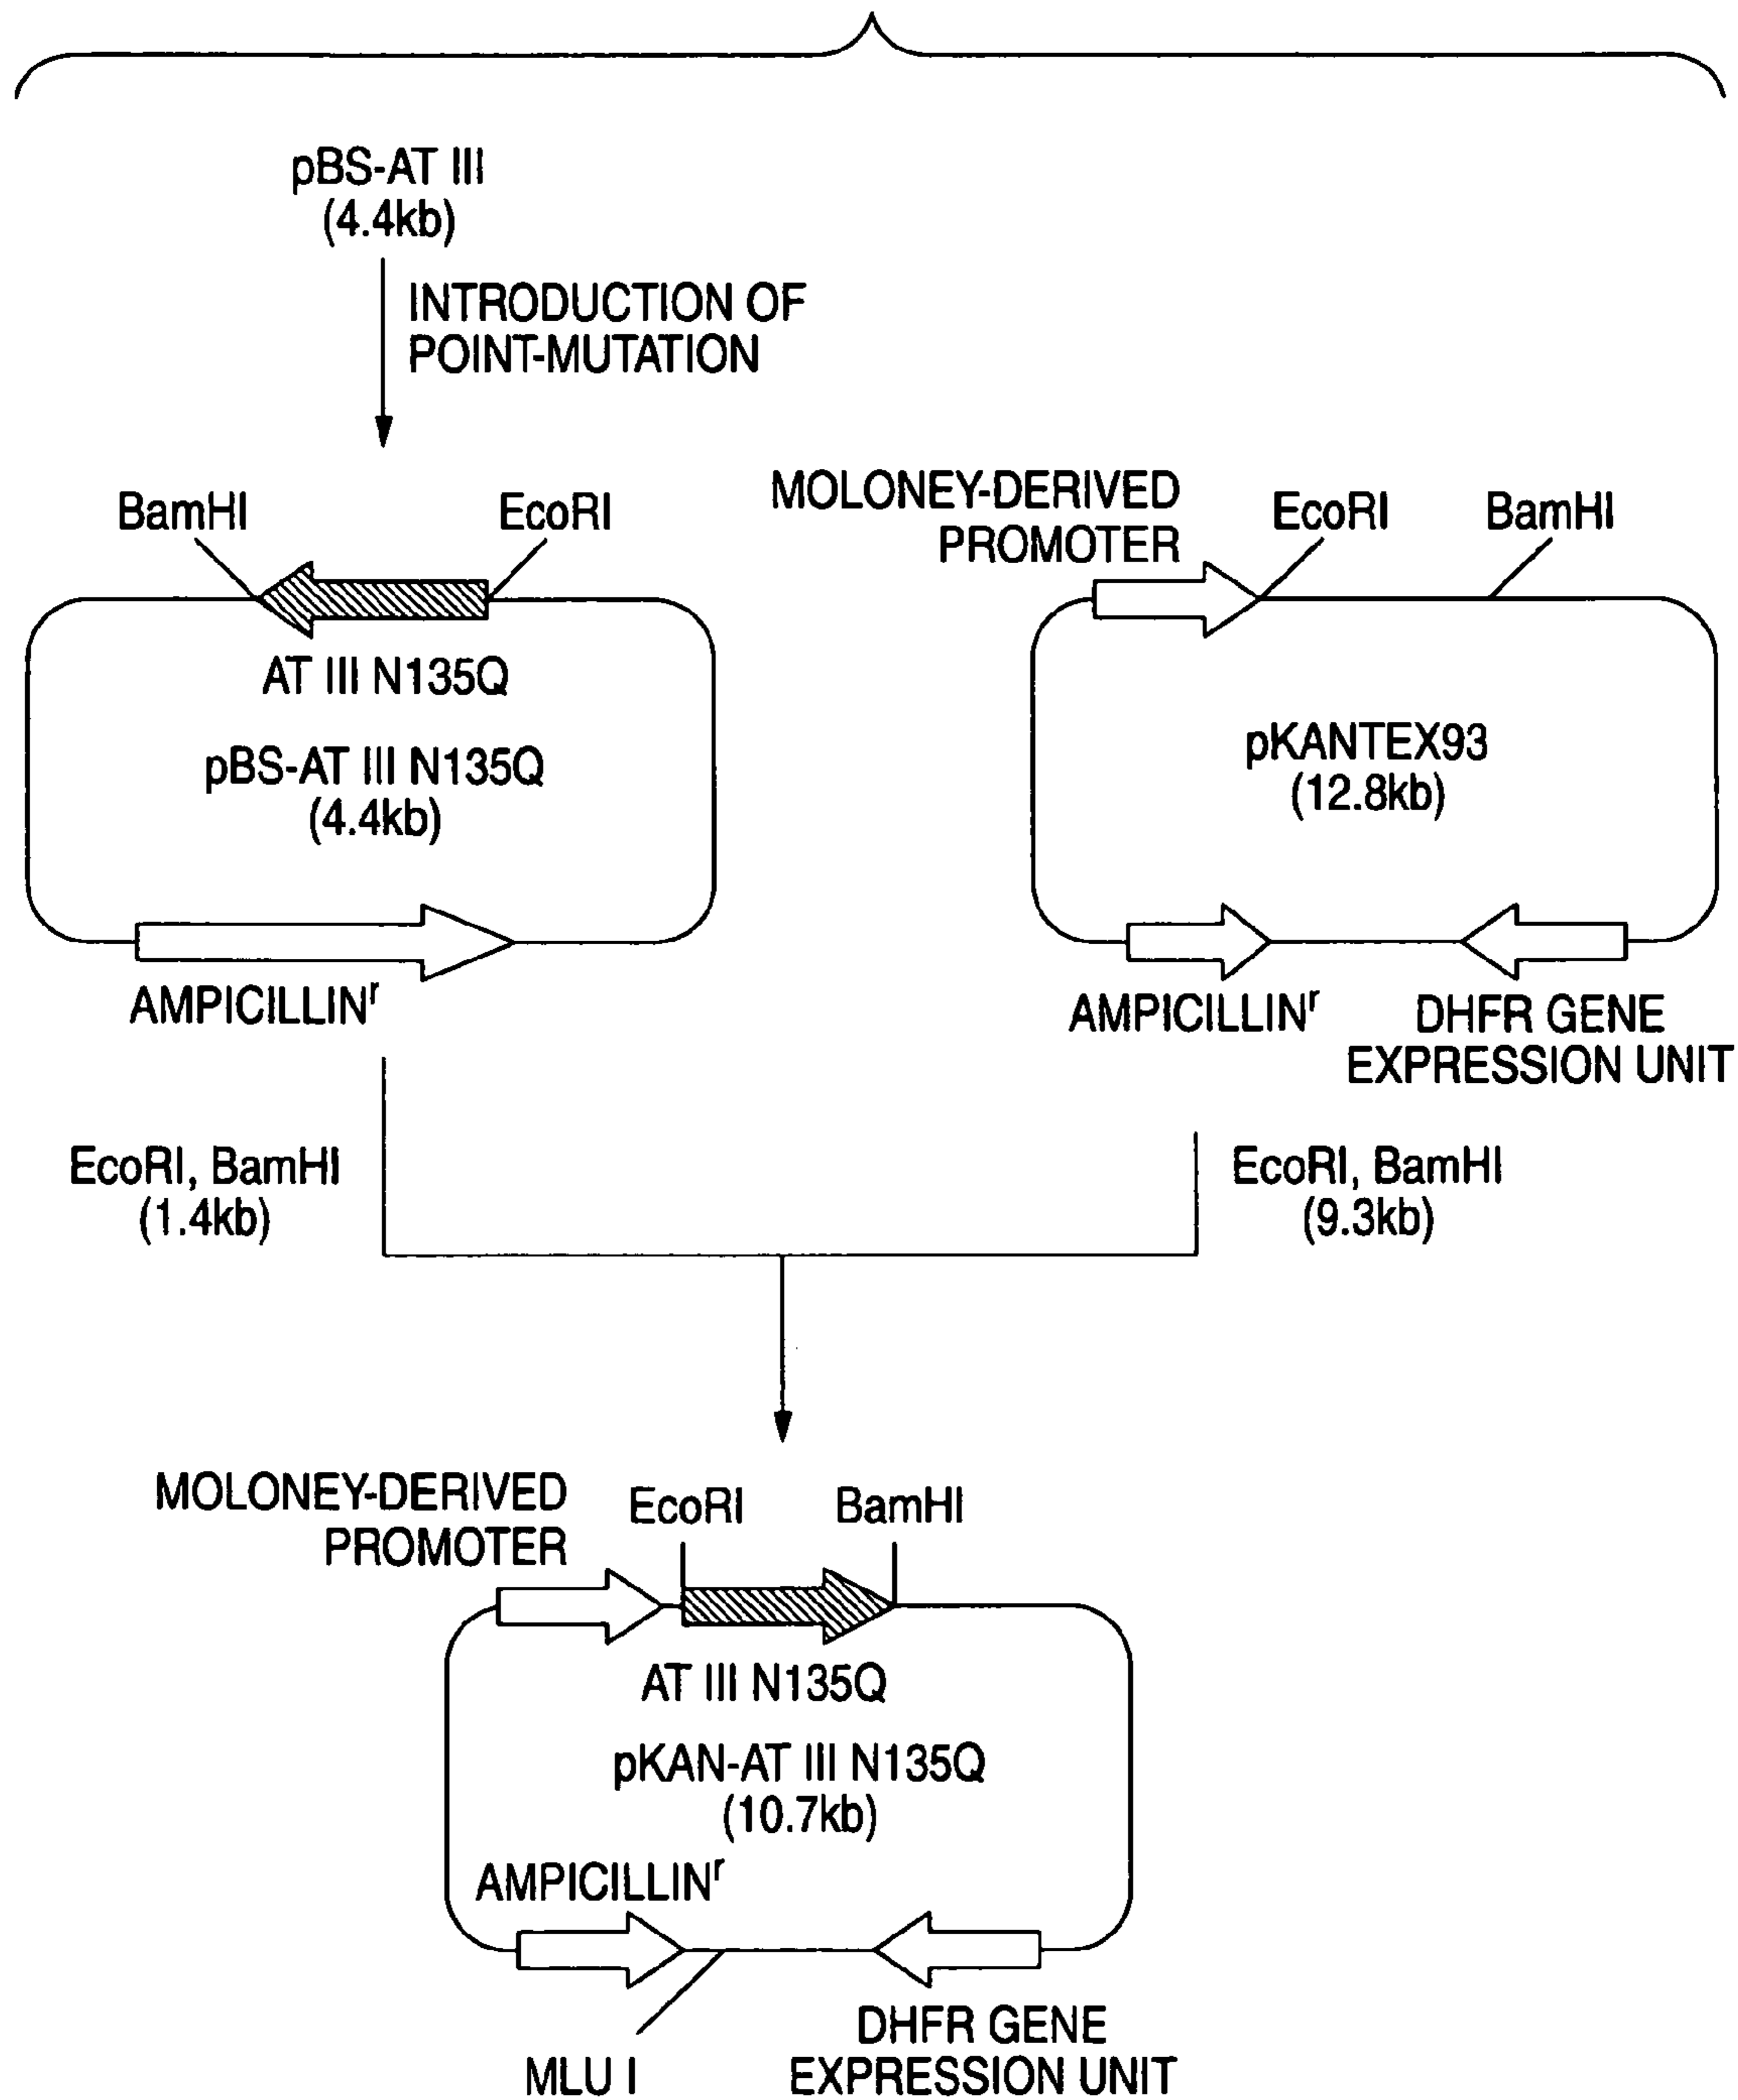 pBS-AT III
(4.4kb)
INTRODUCTION OF
POINT-MUTATION
BamHI
EcoRI
AT III N135Q
pBS-AT III N135Q
(4.4kb)
AMPICILLINʳ
MOLONEY-DERIVED
PROMOTER
EcoRI
BamHI
pKANTEX93
(12.8kb)
AMPICILLINʳ
DHFR GENE
EXPRESSION UNIT
EcoRI, BamHI
(1.4kb)
EcoRI, BamHI
(9.3kb)
MOLONEY-DERIVED
PROMOTER
EcoRI
BamHI
AT III N135Q
pKAN-AT III N135Q
(10.7kb)
AMPICILLINʳ
MLU I
DHFR GENE
EXPRESSION UNIT